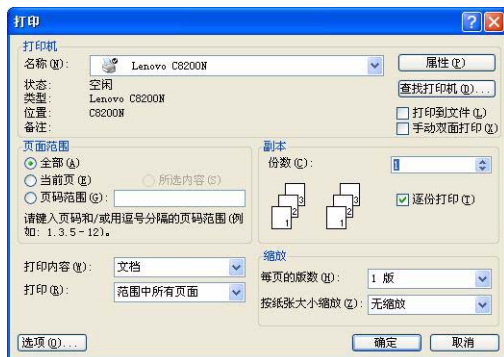 打印
打印机
名称(N): Lenovo C8200N 属性(P)
状态: 空闲
类型: Lenovo C8200N
位置: C8200N
备注:
查找打印机(D)...
打印到文件(L)
手动双面打印(X)
页面范围
全部(A)
当前页(E) 所选内容(S)
页码范围(G):
请键入页码和/或用逗号分隔的页码范围(例
如: 1.3.5-12)。
副本
份数(C): 1
1 2 3 1 2 3
逐份打印(T)
打印内容(W): 文档
打印(R): 范围中所有页面
缩放
每页的版数(H): 1 版
按纸张大小缩放(Z): 无缩放
选项(O)... 确定 取消